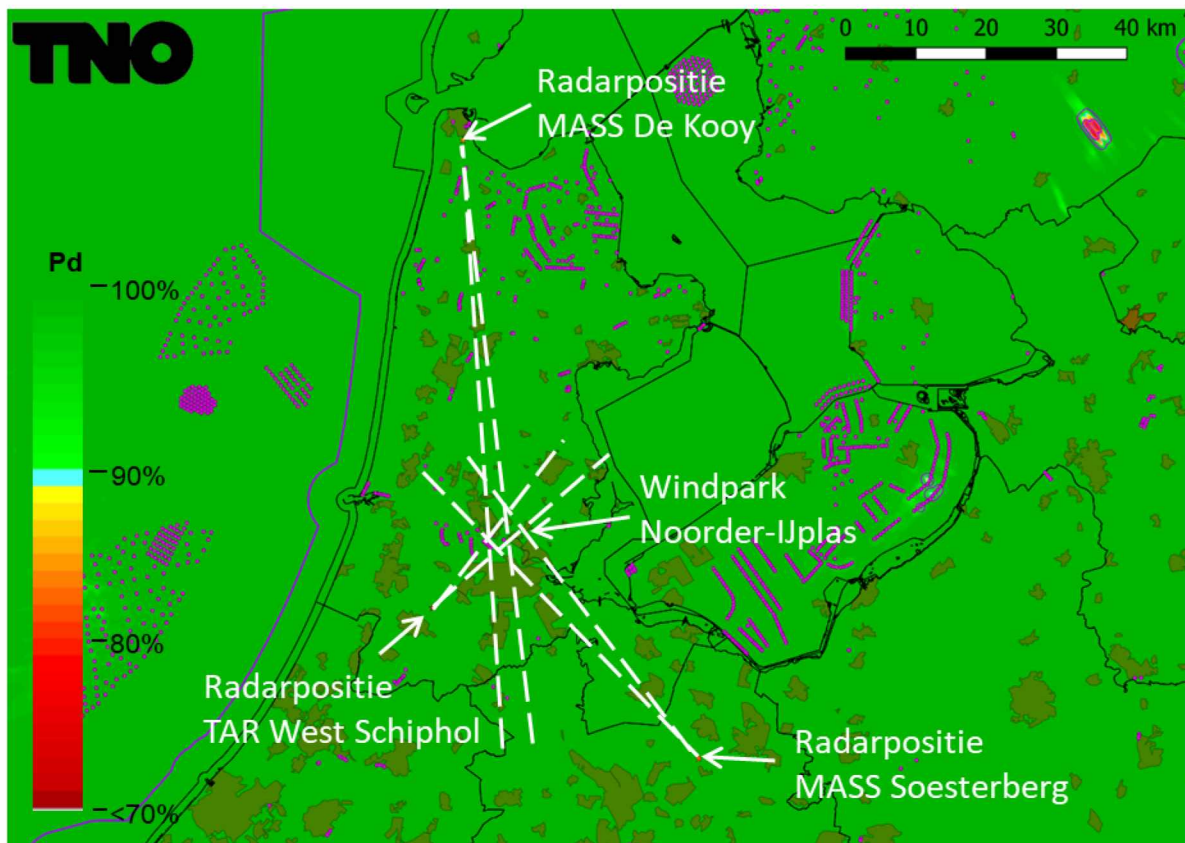 TNO
0 10 20 30 40 km
Radarpositie
MASS De Kooy
Pd
100%
90%
80%
<70%
Windpark
Noorder-IJplas
Radarpositie
TAR West Schiphol
Radarpositie
MASS Soesterberg